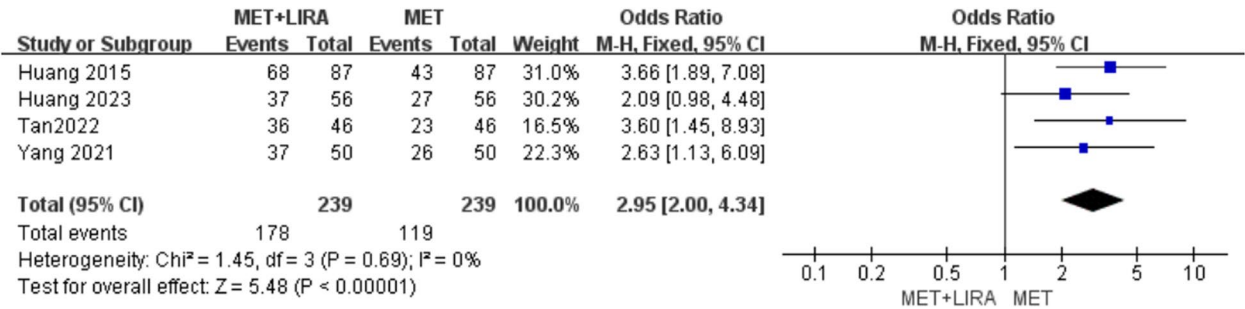 MET+LIRA MET Odds Ratio Odds Ratio
Study or Subgroup Events Total Events Total Weight M-H, Fixed, 95% CI M-H, Fixed, 95% CI
Huang 2015 68 87 43 87 31.0% 3.66 [1.89, 7.08]
Huang 2023 37 56 27 56 30.2% 2.09 [0.98, 4.48]
Tan2022 36 46 23 46 16.5% 3.60 [1.45, 8.93]
Yang 2021 37 50 26 50 22.3% 2.63 [1.13, 6.09]
Total (95% CI) 239 239 100.0% 2.95 [2.00, 4.34]
Total events 178 119
Heterogeneity: Chi² = 1.45, df = 3 (P = 0.69); I² = 0%
Test for overall effect: Z = 5.48 (P < 0.00001)
0.1 0.2 0.5 1 2 5 10
MET+LIRA MET